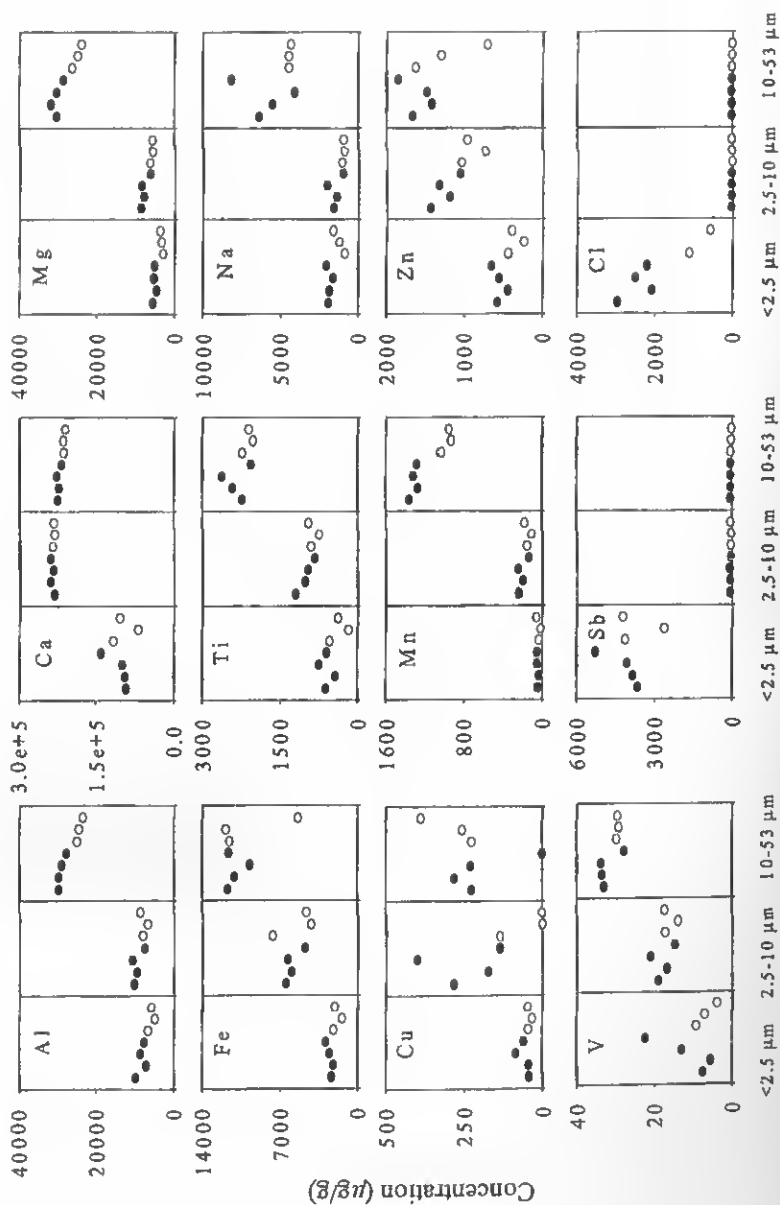 40000
20000
0
Al
3.0e+5
1.5e+5
0.0
Ca
40000
20000
0
Mg
14000
7000
0
Fe
3000
1500
0
Ti
10000
5000
0
Na
500
250
0
Cu
1600
800
0
Mn
2000
1000
0
Zn
40
20
0
V
6000
3000
0
Sb
4000
2000
0
Cl
<2.5 µm 2.5-10 µm 10-53 µm
<2.5 µm 2.5-10 µm 10-53 µm
<2.5 µm 2.5-10 µm 10-53 µm
Concentration (µg/g)